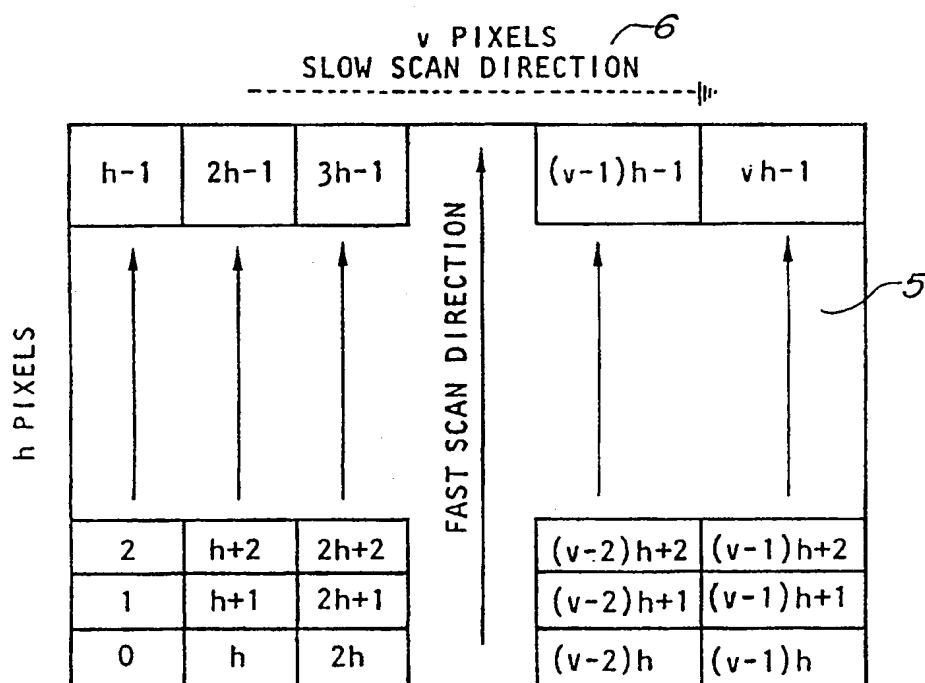 v PIXELS 6
SLOW SCAN DIRECTION
h-1 2h-1 3h-1 (v-1)h-1 vh-1
5
h PIXELS
FAST SCAN DIRECTION
2 h+2 2h+2 (v-2)h+2 (v-1)h+2
1 h+1 2h+1 (v-2)h+1 (v-1)h+1
0 h 2h (v-2)h (v-1)h